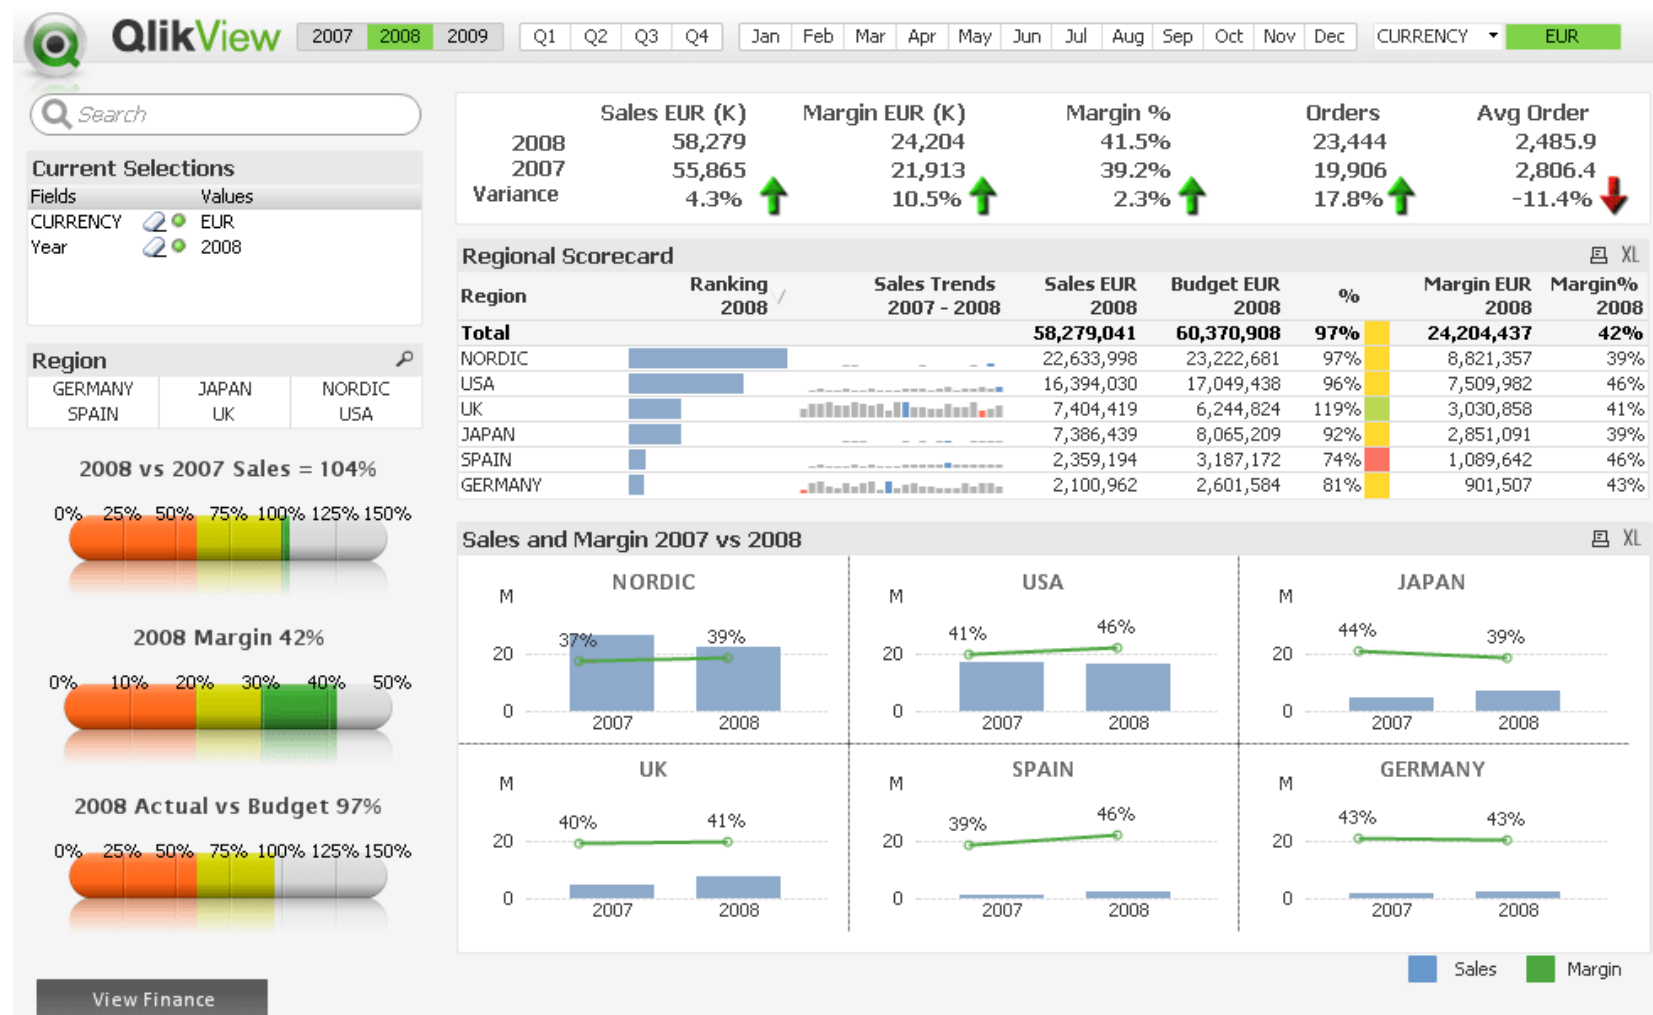 QlikView 2007 2008 2009 Q1 Q2 Q3 Q4 Jan Feb Mar Apr May Jun Jul Aug Sep Oct Nov Dec CURRENCY EUR
Search
Current Selections
Fields Values
CURRENCY EUR
Year 2008
Region
GERMANY JAPAN NORDIC
SPAIN UK USA
2008 vs 2007 Sales = 104%
0% 25% 50% 75% 100% 125% 150%
2008 Margin 42%
0% 10% 20% 30% 40% 50%
2008 Actual vs Budget 97%
0% 25% 50% 75% 100% 125% 150%
View Finance
Sales EUR (K) Margin EUR (K) Margin % Orders Avg Order
2008 58,279 24,204 41.5% 23,444 2,485.9
2007 55,865 21,913 39.2% 19,906 2,806.4
Variance 4.3% 10.5% 2.3% 17.8% -11.4%
Regional Scorecard XL
Region Ranking 2008 Sales Trends 2007 - 2008 Sales EUR 2008 Budget EUR 2008 % Margin EUR 2008 Margin% 2008
Total 58,279,041 60,370,908 97% 24,204,437 42%
NORDIC 22,633,998 23,222,681 97% 8,821,357 39%
USA 16,394,030 17,049,438 96% 7,509,982 46%
UK 7,404,419 6,244,824 119% 3,030,858 41%
JAPAN 7,386,439 8,065,209 92% 2,851,091 39%
SPAIN 2,359,194 3,187,172 74% 1,089,642 46%
GERMANY 2,100,962 2,601,584 81% 901,507 43%
Sales and Margin 2007 vs 2008 XL
NORDIC
M
37% 39%
20
0
2007 2008
USA
M
41% 46%
20
0
2007 2008
JAPAN
M
44% 39%
20
0
2007 2008
UK
M
40% 41%
20
0
2007 2008
SPAIN
M
39% 46%
20
0
2007 2008
GERMANY
M
43% 43%
20
0
2007 2008
Sales Margin